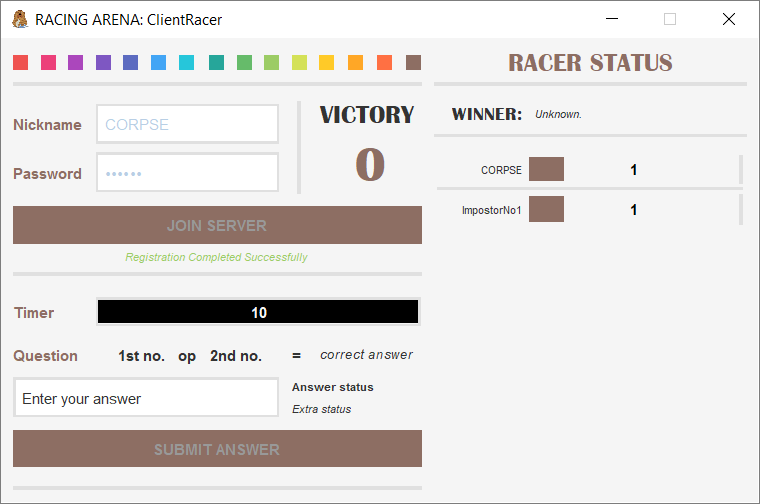 RACING ARENA: ClientRacer
Nickname
CORPSE
Password
••••••
VICTORY
0
JOIN SERVER
Registration Completed Successfully
Timer
10
Question 1st no. op 2nd no. = correct answer
Enter your answer
Answer status
Extra status
SUBMIT ANSWER
RACER STATUS
WINNER: Unknown.
CORPSE 1
ImpostorNo1 1